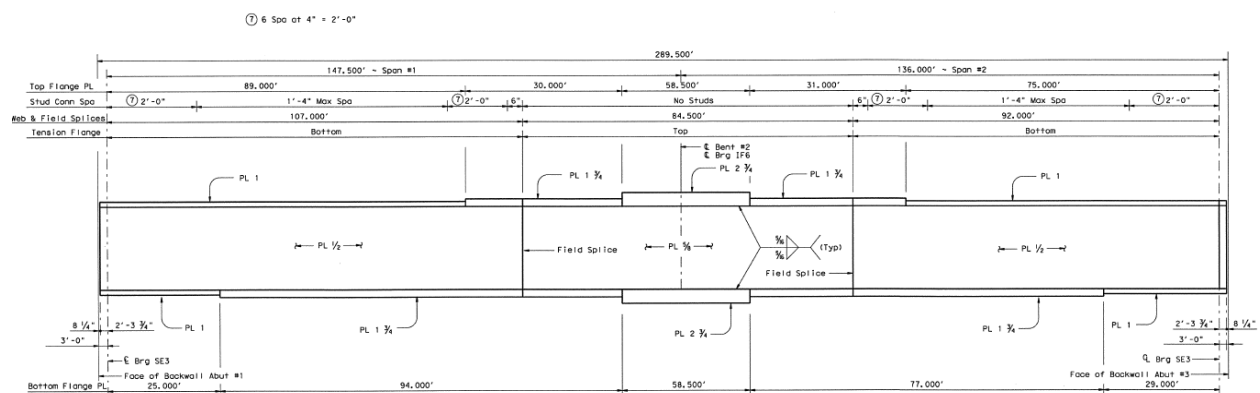 ⑦ 6 Spa at 4" = 2'-0"
289.500'
147.500' ~ Span #1 136.000' ~ Span #2
Top Flange PL 89.000' 30.000' 58.500' 31.000' 75.000'
Stud Conn Spa ⑦ 2'-0" 1'-4" Max Spa ⑦ 2'-0" 6" No Studs 6" ⑦ 2'-0" 1'-4" Max Spa ⑦ 2'-0"
Web & Field Splices 107.000' 84.500' 92.000'
Tension Flange Bottom Top Bottom
℄ Bent #2
℄ Brg IF6
PL 1 PL 1 ¾ PL 2 ¾ PL 1 ¾ PL 1
PL ½ Field Splice PL ⅝ 5/16 5/16 (Typ) PL ½
Field Splice
8 ¼" 2'-3 ¾" PL 1 PL 1 ¾ PL 2 ¾ PL 1 ¾ PL 1 2'-3 ¾" 8 ¼"
3'-0" 3'-0"
℄ Brg SE3 ℄ Brg SE3
Face of Backwall Abut #1 Face of Backwall Abut #3
Bottom Flange PL 25.000' 94.000' 58.500' 77.000' 29.000'